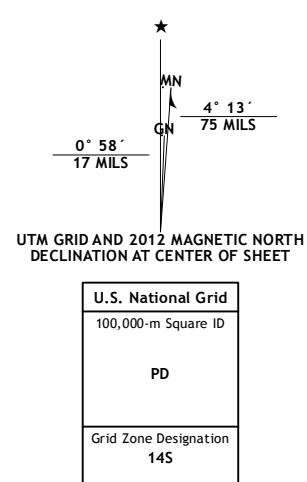 ★
MN
GN
4° 13´
75 MILS
0° 58´
17 MILS
UTM GRID AND 2012 MAGNETIC NORTH
DECLINATION AT CENTER OF SHEET
U.S. National Grid
100,000-m Square ID
PD
Grid Zone Designation
14S